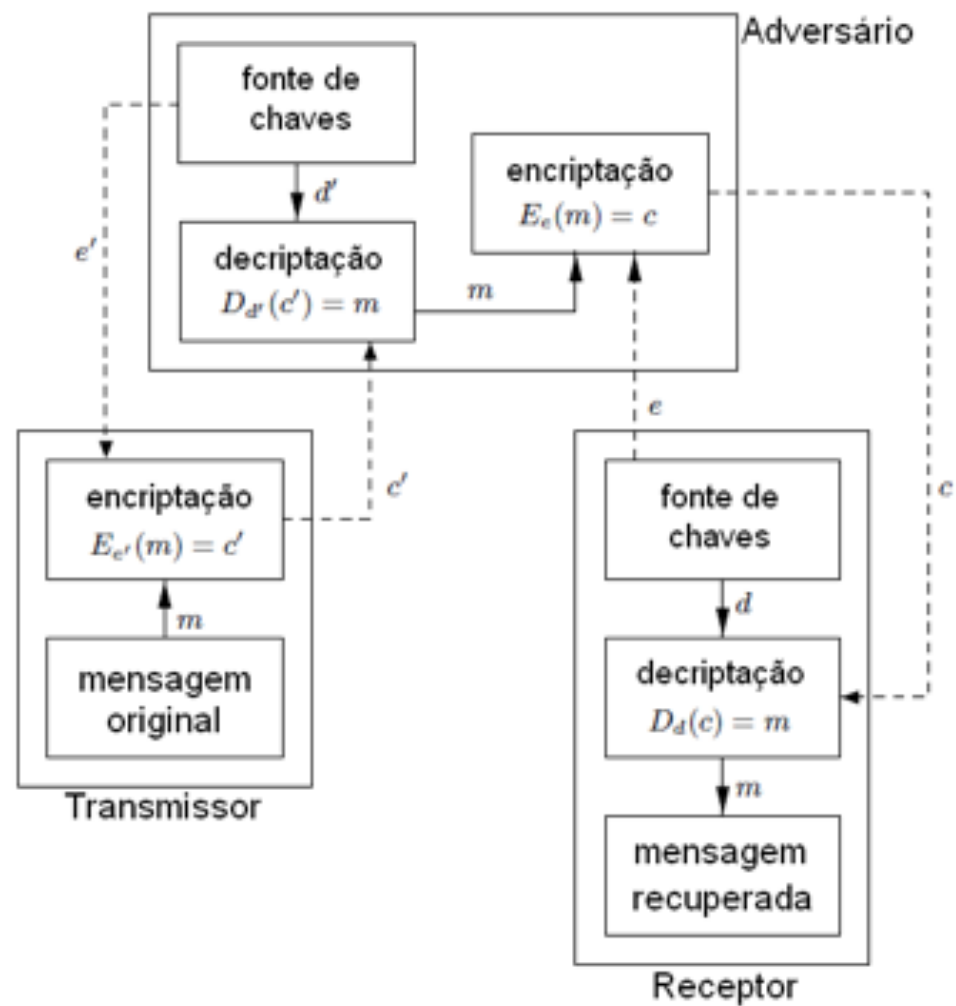 Adversário
fonte de
chaves
d'
e'
encriptação
E_e(m) = c
decriptação
D_d'(c') = m
m
e
c'
c
encriptação
E_e'(m) = c'
m
mensagem
original
Transmissor
fonte de
chaves
d
decriptação
D_d(c) = m
m
mensagem
recuperada
Receptor